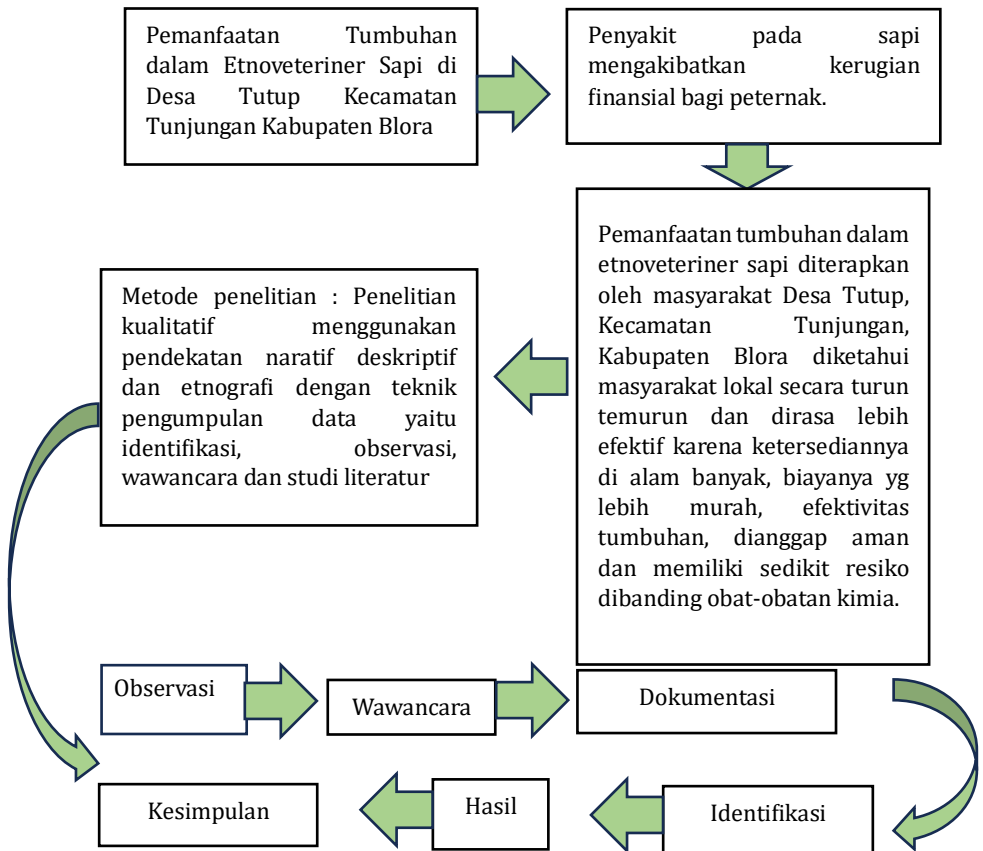 Pemanfaatan Tumbuhan
dalam Etnoveteriner Sapi di
Desa Tutup Kecamatan
Tunjungan Kabupaten Blora
Penyakit pada sapi
mengakibatkan kerugian
finansial bagi peternak.
Pemanfaatan tumbuhan dalam
etnoveteriner sapi diterapkan
oleh masyarakat Desa Tutup,
Kecamatan Tunjungan,
Kabupaten Blora diketahui
masyarakat lokal secara turun
temurun dan dirasa lebih
efektif karena ketersediannya
di alam banyak, biayanya yg
lebih murah, efektivitas
tumbuhan, dianggap aman
dan memiliki sedikit resiko
dibanding obat-obatan kimia.
Metode penelitian : Penelitian
kualitatif menggunakan
pendekatan naratif deskriptif
dan etnografi dengan teknik
pengumpulan data yaitu
identifikasi, observasi,
wawancara dan studi literatur
Observasi
Wawancara
Dokumentasi
Identifikasi
Hasil
Kesimpulan